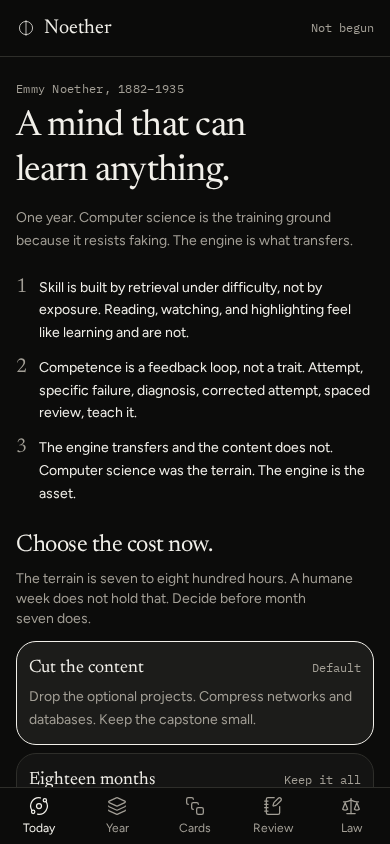 Noether
Not begun
Emmy Noether, 1882–1935
A mind that can
learn anything.
One year. Computer science is the training ground
because it resists faking. The engine is what transfers.
1 Skill is built by retrieval under difficulty, not by
exposure. Reading, watching, and highlighting feel
like learning and are not.
2 Competence is a feedback loop, not a trait. Attempt,
specific failure, diagnosis, corrected attempt, spaced
review, teach it.
3 The engine transfers and the content does not.
Computer science was the terrain. The engine is the
asset.
Choose the cost now.
The terrain is seven to eight hundred hours. A humane
week does not hold that. Decide before month
seven does.
Cut the content
Default
Drop the optional projects. Compress networks and
databases. Keep the capstone small.
Eighteen months
Keep it all
Today
Year
Cards
Review
Law